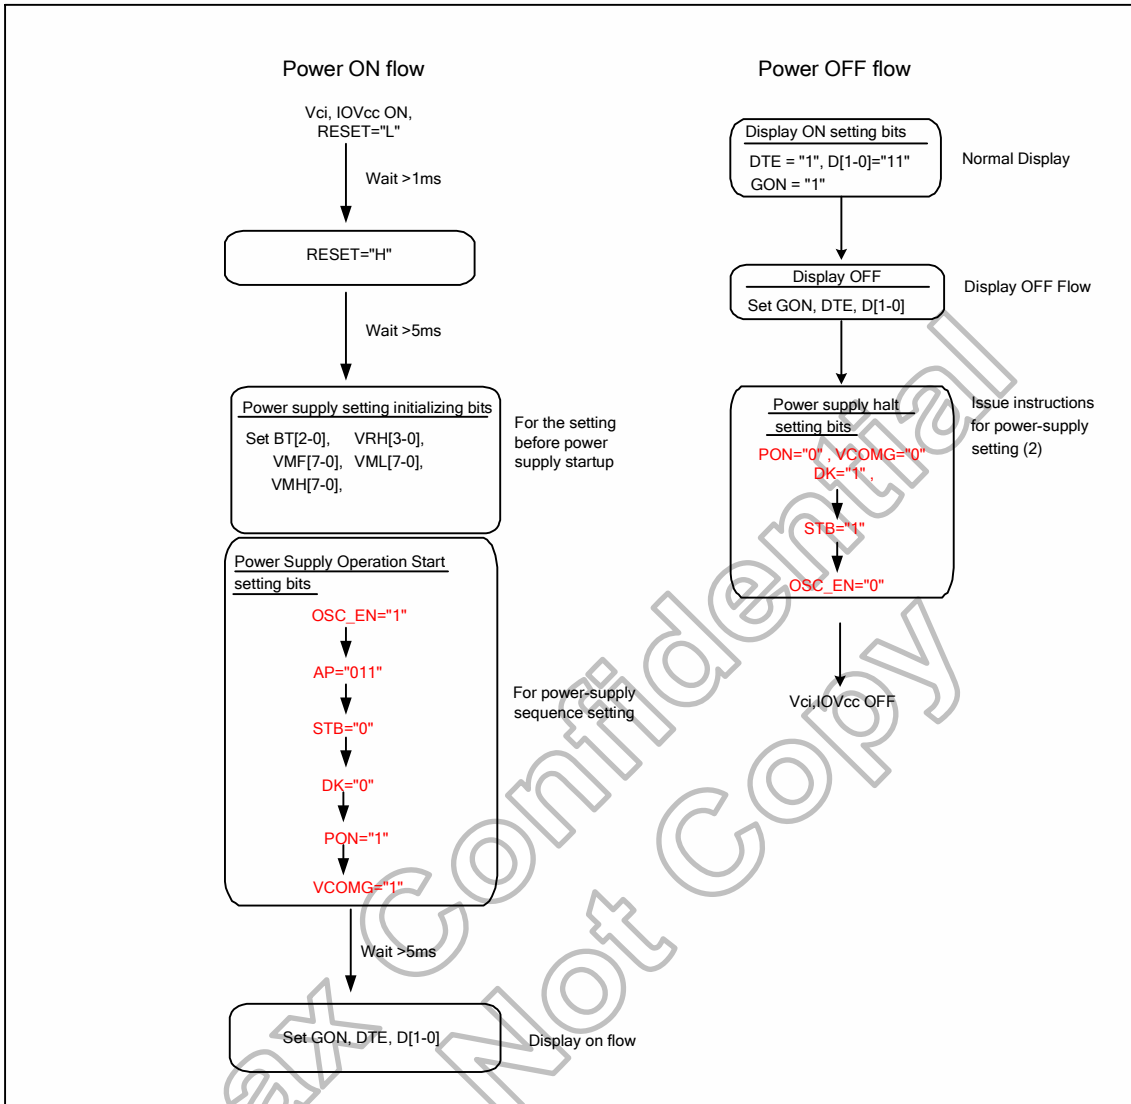 Power ON flow
Vci, IOVcc ON,
RESET="L"
Wait >1ms
RESET="H"
Wait >5ms
Power supply setting initializing bits
Set BT[2-0], VRH[3-0],
VMF[7-0], VML[7-0],
VMH[7-0],
For the setting
before power
supply startup
Power Supply Operation Start
setting bits
OSC_EN="1"
AP="011"
STB="0"
DK="0"
PON="1"
VCOMG="1"
For power-supply
sequence setting
Wait >5ms
Set GON, DTE, D[1-0]
Display on flow
Power OFF flow
Display ON setting bits
DTE = "1", D[1-0]="11"
GON = "1"
Normal Display
Display OFF
Set GON, DTE, D[1-0]
Display OFF Flow
Power supply halt
setting bits
PON="0" , VCOMG="0"
DK="1" ,
STB="1"
OSC_EN="0"
Issue instructions
for power-supply
setting (2)
Vci,IOVcc OFF
ax Confidential
Not Copy